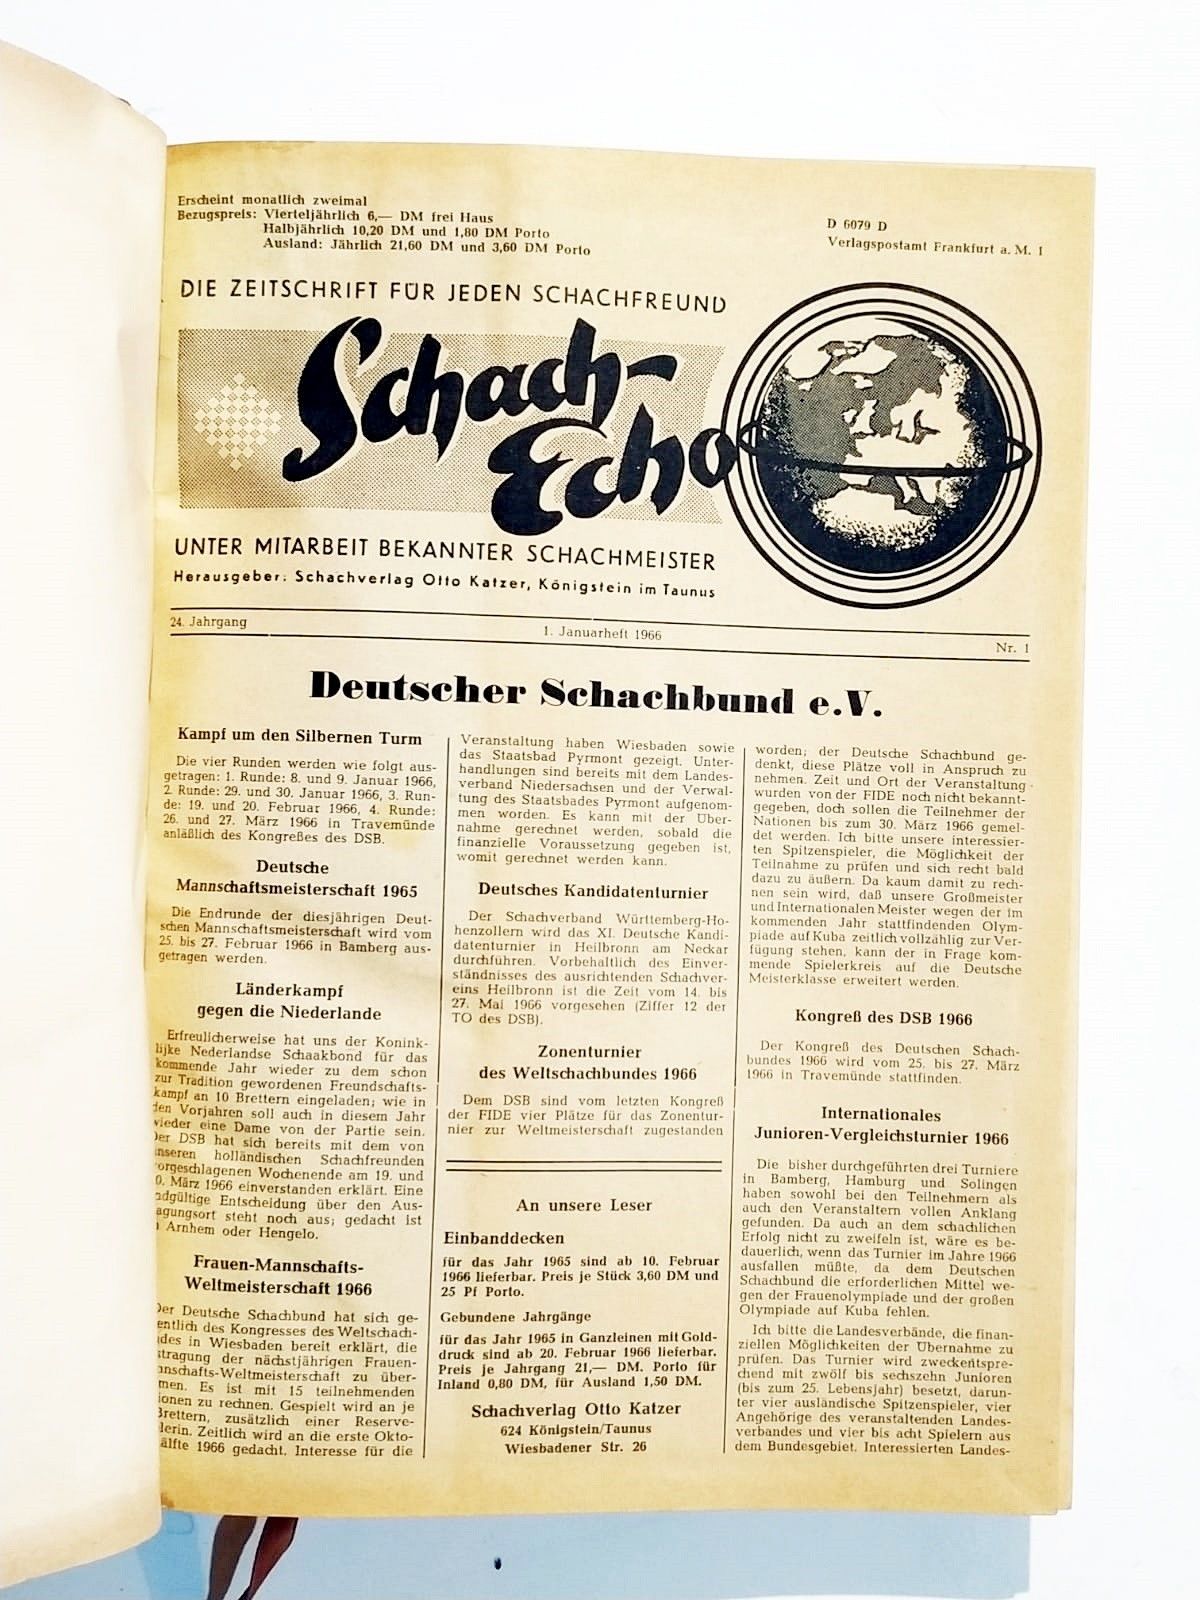 Erscheint monatlich zweimal
Bezugspreis: Vierteljährlich 6,— DM frei Haus
Halbjährlich 10,20 DM und 1,80 DM Porto
Ausland: Jährlich 21,60 DM und 3,60 DM Porto
D 6079 D
Verlagspostamt Frankfurt a. M. 1
DIE ZEITSCHRIFT FÜR JEDEN SCHACHFREUND
Schach-
Echo
UNTER MITARBEIT BEKANNTER SCHACHMEISTER
Herausgeber: Schachverlag Otto Katzer, Königstein im Taunus
24. Jahrgang
1. Januarheft 1966
Nr. 1
Deutscher Schachbund e.V.
Kampf um den Silbernen Turm
Die vier Runden werden wie folgt aus-
getragen: 1. Runde: 8. und 9. Januar 1966,
2. Runde: 29. und 30. Januar 1966, 3. Run-
de: 19. und 20. Februar 1966, 4. Runde:
26. und 27. März 1966 in Travemünde
anläßlich des Kongreßes des DSB.
Deutsche
Mannschaftsmeisterschaft 1965
Die Endrunde der diesjährigen Deut-
schen Mannschaftsmeisterschaft wird vom
25. bis 27. Februar 1966 in Bamberg aus-
getragen werden.
Länderkampf
gegen die Niederlande
Erfreulicherweise hat uns der Konink-
lijke Nederlandse Schaakbond für das
kommende Jahr wieder zu dem schon
zur Tradition gewordenen Freundschafts-
kampf an 10 Brettern eingeladen; wie in
den Vorjahren soll auch in diesem Jahr
wieder eine Dame von der Partie sein.
Der DSB hat sich bereits mit dem von
unseren holländischen Schachfreunden
vorgeschlagenen Wochenende am 19. und
0. März 1966 einverstanden erklärt. Eine
ndgültige Entscheidung über den Aus-
agungsort steht noch aus; gedacht ist
Arnhem oder Hengelo.
Frauen-Mannschafts-
Weltmeisterschaft 1966
Der Deutsche Schachbund hat sich ge-
entlich des Kongresses des Weltschach-
des in Wiesbaden bereit erklärt, die
stragung der nächstjährigen Frauen-
nnschafts-Weltmeisterschaft zu über-
men. Es ist mit 15 teilnehmenden
ionen zu rechnen. Gespielt wird an je
Brettern, zusätzlich einer Reserve-
lerin. Zeitlich wird an die erste Okto-
älfte 1966 gedacht. Interesse für die
Veranstaltung haben Wiesbaden sowie
das Staatsbad Pyrmont gezeigt. Unter-
handlungen sind bereits mit dem Landes-
verband Niedersachsen und der Verwal-
tung des Staatsbades Pyrmont aufgenom-
men worden. Es kann mit der Über-
nahme gerechnet werden, sobald die
finanzielle Voraussetzung gegeben ist,
womit gerechnet werden kann.
Deutsches Kandidatenturnier
Der Schachverband Württemberg-Ho-
henzollern wird das XI. Deutsche Kandi-
datenturnier in Heilbronn am Neckar
durchführen. Vorbehaltlich des Einver-
ständnisses des ausrichtenden Schachver-
eins Heilbronn ist die Zeit vom 14. bis
27. Mai 1966 vorgesehen (Ziffer 12 der
TO des DSB).
Zonenturnier
des Weltschachbundes 1966
Dem DSB sind vom letzten Kongreß
der FIDE vier Plätze für das Zonentur-
nier zur Weltmeisterschaft zugestanden
An unsere Leser
Einbanddecken
für das Jahr 1965 sind ab 10. Februar
1966 lieferbar. Preis je Stück 3,60 DM und
25 Pf Porto.
Gebundene Jahrgänge
für das Jahr 1965 in Ganzleinen mit Gold-
druck sind ab 20. Februar 1966 lieferbar.
Preis je Jahrgang 21,— DM. Porto für
Inland 0,80 DM, für Ausland 1,50 DM.
Schachverlag Otto Katzer
624 Königstein/Taunus
Wiesbadener Str. 26
worden; der Deutsche Schachbund ge-
denkt, diese Plätze voll in Anspruch zu
nehmen. Zeit und Ort der Veranstaltung
wurden von der FIDE noch nicht bekannt-
gegeben, doch sollen die Teilnehmer der
Nationen bis zum 30. März 1966 gemel-
det werden. Ich bitte unsere interessier-
ten Spitzenspieler, die Möglichkeit der
Teilnahme zu prüfen und sich recht bald
dazu zu äußern. Da kaum damit zu rech-
nen sein wird, daß unsere Großmeister
und Internationalen Meister wegen der im
kommenden Jahr stattfindenden Olym-
piade auf Kuba zeitlich vollzählig zur Ver-
fügung stehen, kann der in Frage kom-
mende Spielerkreis auf die Deutsche
Meisterklasse erweitert werden.
Kongreß des DSB 1966
Der Kongreß des Deutschen Schach-
bundes 1966 wird vom 25. bis 27. März
1966 in Travemünde stattfinden.
Internationales
Junioren-Vergleichsturnier 1966
Die bisher durchgeführten drei Turniere
in Bamberg, Hamburg und Solingen
haben sowohl bei den Teilnehmern als
auch den Veranstaltern vollen Anklang
gefunden. Da auch an dem schachlichen
Erfolg nicht zu zweifeln ist, wäre es be-
dauerlich, wenn das Turnier im Jahre 1966
ausfallen müßte, da dem Deutschen
Schachbund die erforderlichen Mittel we-
gen der Frauenolympiade und der großen
Olympiade auf Kuba fehlen.
Ich bitte die Landesverbände, die finan-
ziellen Möglichkeiten der Übernahme zu
prüfen. Das Turnier wird zweckentspre-
chend mit zwölf bis sechszehn Junioren
(bis zum 25. Lebensjahr) besetzt, darun-
ter vier ausländische Spitzenspieler, vier
Angehörige des veranstaltenden Landes-
verbandes und vier bis acht Spielern aus
dem Bundesgebiet. Interessierten Landes-